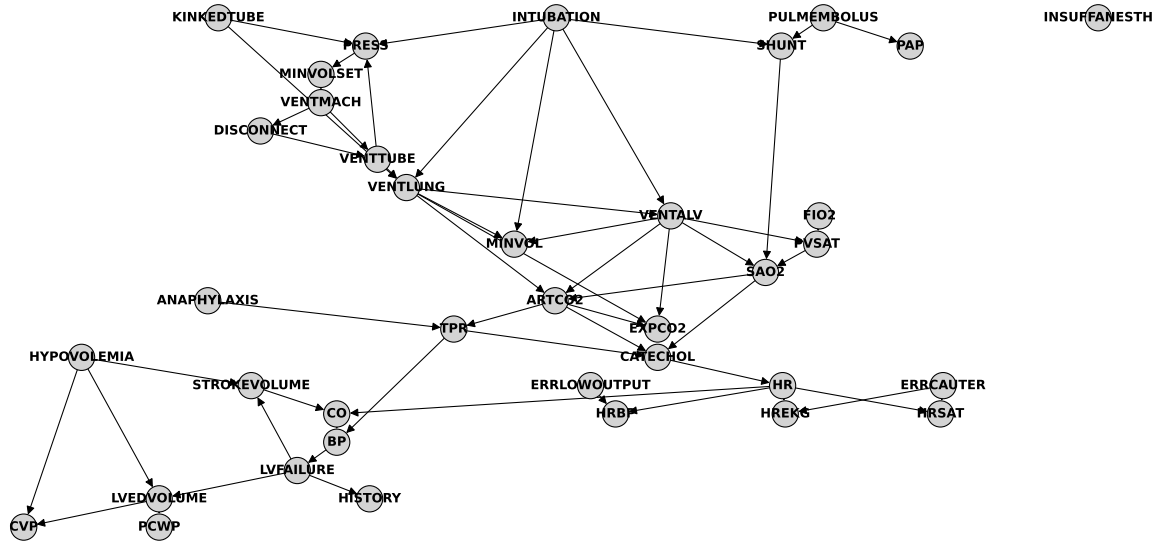 KINKEDTUBE
INTUBATION
PULMEMBOLUS
INSUFFANESTH
PRESS
SHUNT
PAP
MINVOLSET
VENTMACH
DISCONNECT
VENTTUBE
VENTLUNG
VENTALV
FIO2
MINVOL
PVSAT
SAO2
ANAPHYLAXIS
ARTCO2
TPR
EXPCO2
HYPOVOLEMIA
CATECHOL
STROKEVOLUME
ERRLOWOUTPUT
HR
ERRCAUTER
CO
HRBP
HREKG
HRSAT
BP
LVFAILURE
LVEDVOLUME
HISTORY
CVP
PCWP